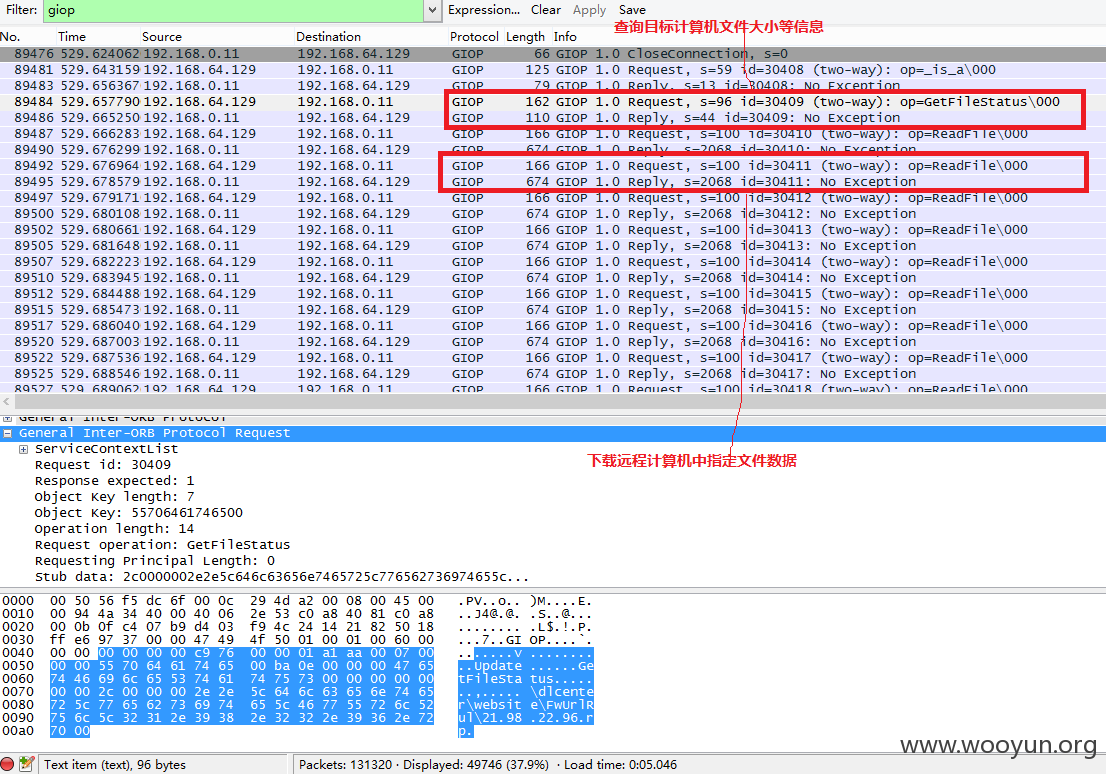 Filter: giop Expression... Clear Apply Save
查询目标计算机文件大小等信息
No. Time Source Destination Protocol Length Info
89476 529.624062 192.168.0.11 192.168.64.129 GIOP 66 GIOP 1.0 CloseConnection, s=0
89481 529.643159 192.168.64.129 192.168.0.11 GIOP 125 GIOP 1.0 Request, s=59 id=30408 (two-way): op=_is_a\000
89483 529.656367 192.168.0.11 192.168.64.129 GIOP 79 GIOP 1.0 Reply, s=13 id=30408: No Exception
89484 529.657790 192.168.64.129 192.168.0.11 GIOP 162 GIOP 1.0 Request, s=96 id=30409 (two-way): op=GetFileStatus\000
89486 529.665250 192.168.0.11 192.168.64.129 GIOP 110 GIOP 1.0 Reply, s=44 id=30409: No Exception
89487 529.666283 192.168.64.129 192.168.0.11 GIOP 166 GIOP 1.0 Request, s=100 id=30410 (two-way): op=ReadFile\000
89490 529.676299 192.168.0.11 192.168.64.129 GIOP 674 GIOP 1.0 Reply, s=2068 id=30410: No Exception
89492 529.676964 192.168.64.129 192.168.0.11 GIOP 166 GIOP 1.0 Request, s=100 id=30411 (two-way): op=ReadFile\000
89495 529.678579 192.168.0.11 192.168.64.129 GIOP 674 GIOP 1.0 Reply, s=2068 id=30411: No Exception
89497 529.679171 192.168.64.129 192.168.0.11 GIOP 166 GIOP 1.0 Request, s=100 id=30412 (two-way): op=ReadFile\000
89500 529.680108 192.168.0.11 192.168.64.129 GIOP 674 GIOP 1.0 Reply, s=2068 id=30412: No Exception
89502 529.680661 192.168.64.129 192.168.0.11 GIOP 166 GIOP 1.0 Request, s=100 id=30413 (two-way): op=ReadFile\000
89505 529.681648 192.168.0.11 192.168.64.129 GIOP 674 GIOP 1.0 Reply, s=2068 id=30413: No Exception
89507 529.682223 192.168.64.129 192.168.0.11 GIOP 166 GIOP 1.0 Request, s=100 id=30414 (two-way): op=ReadFile\000
89510 529.683945 192.168.0.11 192.168.64.129 GIOP 674 GIOP 1.0 Reply, s=2068 id=30414: No Exception
89512 529.684488 192.168.64.129 192.168.0.11 GIOP 166 GIOP 1.0 Request, s=100 id=30415 (two-way): op=ReadFile\000
89515 529.685473 192.168.0.11 192.168.64.129 GIOP 674 GIOP 1.0 Reply, s=2068 id=30415: No Exception
89517 529.686040 192.168.64.129 192.168.0.11 GIOP 166 GIOP 1.0 Request, s=100 id=30416 (two-way): op=ReadFile\000
89520 529.687003 192.168.0.11 192.168.64.129 GIOP 674 GIOP 1.0 Reply, s=2068 id=30416: No Exception
89522 529.687536 192.168.64.129 192.168.0.11 GIOP 166 GIOP 1.0 Request, s=100 id=30417 (two-way): op=ReadFile\000
89525 529.688546 192.168.0.11 192.168.64.129 GIOP 674 GIOP 1.0 Reply, s=2068 id=30417: No Exception
89527 529.689062 192.168.64.129 192.168.0.11 GIOP 166 GIOP 1.0 Request, s=100 id=30418 (two-way): op=ReadFile\000
General Inter-ORB Protocol
General Inter-ORB Protocol Request
ServiceContextList
下载远程计算机中指定文件数据
Request id: 30409
Response expected: 1
Object Key length: 7
Object Key: 55706461746500
Operation length: 14
Request operation: GetFileStatus
Requesting Principal Length: 0
Stub data: 2c0000002e2e5c646c63656e7465725c776562736974655c...
0000 00 50 56 f5 dc 6f 00 0c 29 4d a2 00 08 00 45 00 .PV..o.. )M....E.
0010 00 94 4a 34 40 00 40 06 2e 53 c0 a8 40 81 c0 a8 ..J4@.@. .S..@...
0020 00 0b 0f c4 07 b9 d4 03 f9 4c 24 14 21 82 50 18 ........ .L$.!.P.
0030 ff e6 97 37 00 00 47 49 4f 50 01 00 01 00 60 00 ...7..GI OP....`.
0040 00 00 00 00 00 00 c9 76 00 00 01 a1 aa 00 07 00 .......v ........
0050 00 00 55 70 64 61 74 65 00 ba 0e 00 00 00 47 65 ..Update ......Ge
0060 74 46 69 6c 65 53 74 61 74 75 73 00 00 00 00 00 tFileSta tus.....
0070 00 00 2c 00 00 00 2e 2e 5c 64 6c 63 65 6e 74 65 ..,..... \dlcente
0080 72 5c 77 65 62 73 69 74 65 5c 46 77 55 72 6c 52 r\websit e\FwUrlR
0090 75 6c 5c 32 31 2e 39 38 2e 32 32 2e 39 36 2e 72 ul\21.98 .22.96.r
00a0 70 00 p.
www.wooyun.org
Text item (text), 96 bytes Packets: 131320 · Displayed: 49746 (37.9%) · Load time: 0:05.046